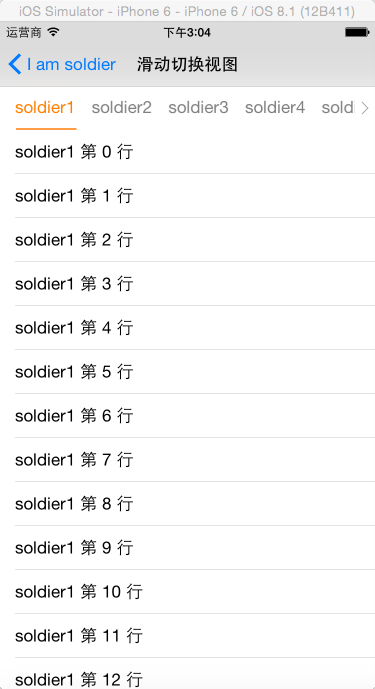 iOS Simulator - iPhone 6 - iPhone 6 / iOS 8.1 (12B411)
运营商 下午3:04
I am soldier 滑动切换视图
soldier1 soldier2 soldier3 soldier4 sold
soldier1 第 0 行
soldier1 第 1 行
soldier1 第 2 行
soldier1 第 3 行
soldier1 第 4 行
soldier1 第 5 行
soldier1 第 6 行
soldier1 第 7 行
soldier1 第 8 行
soldier1 第 9 行
soldier1 第 10 行
soldier1 第 11 行
soldier1 第 12 行